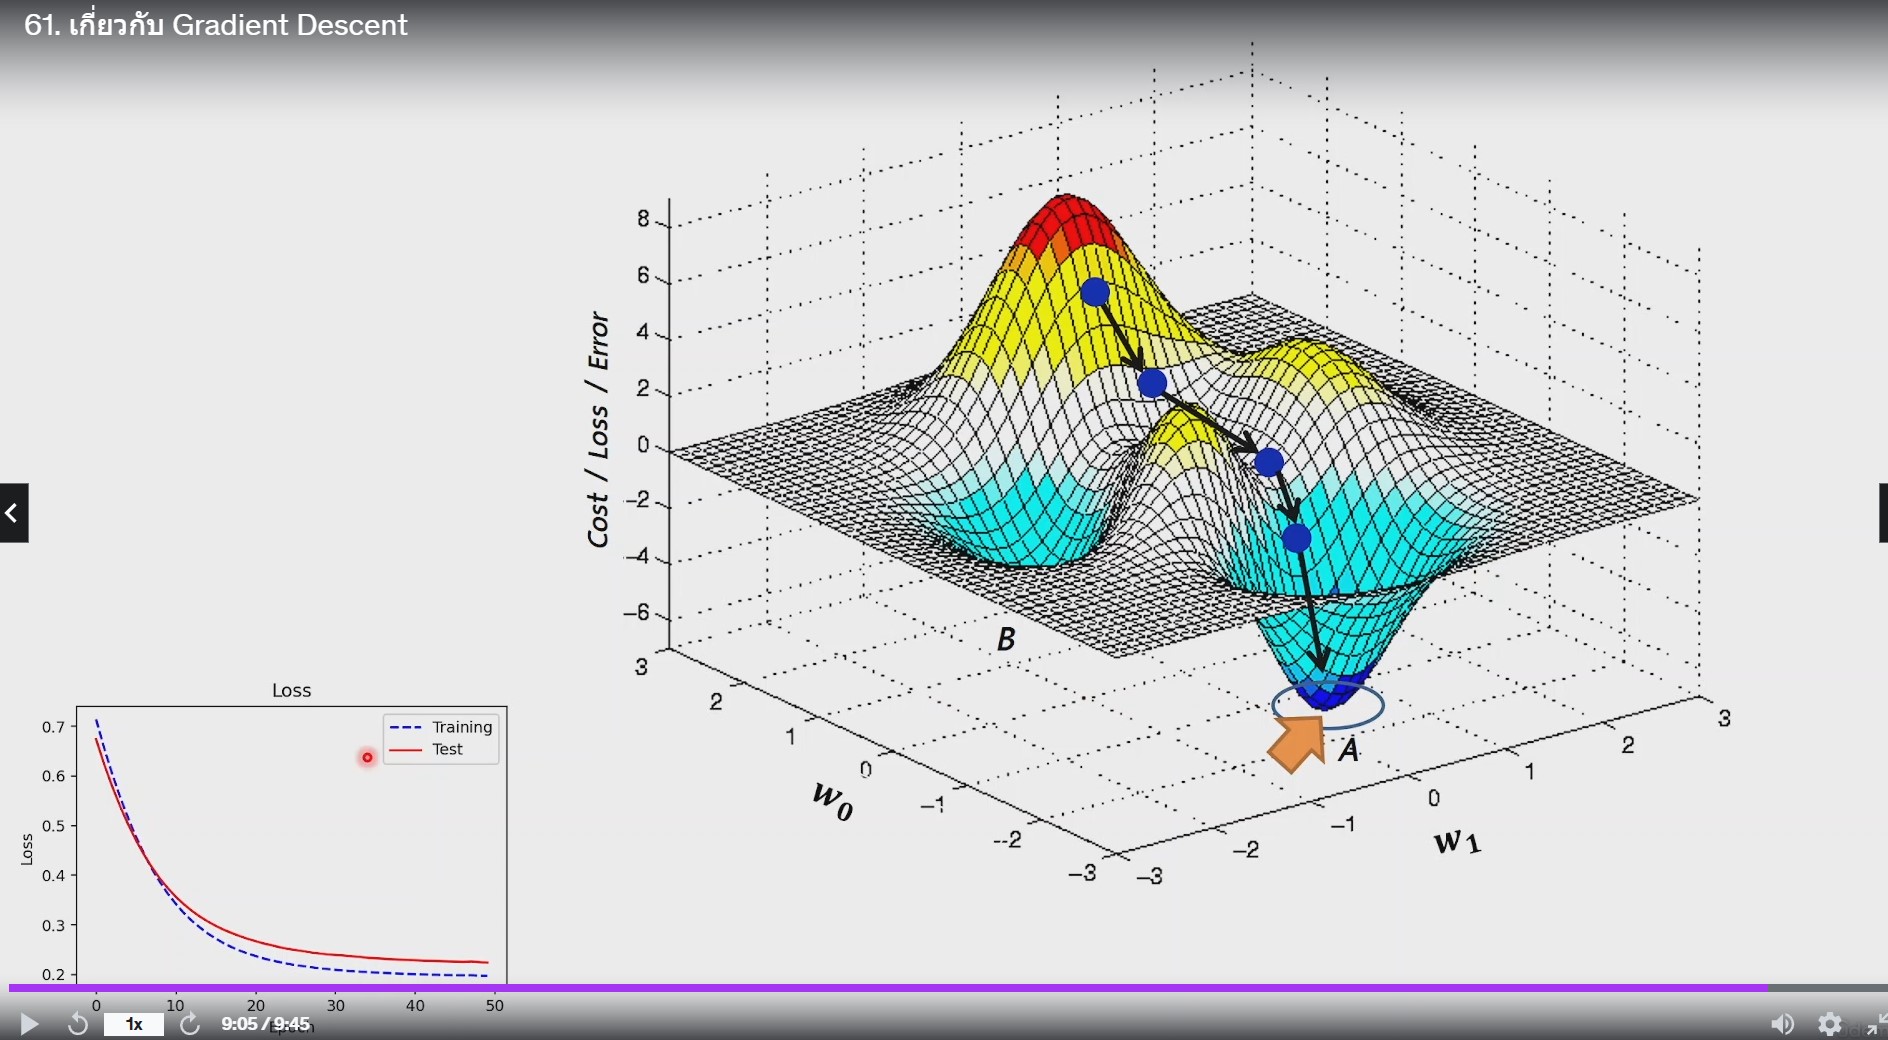 61. เกี่ยวกับ Gradient Descent
8
6
4
2
0
−2
−4
−6
Cost / Loss / Error
3
2
1
0
−1
--2
−3
w0
−3
−2
−1
0
1
2
3
w1
B
A
Loss
Training
Test
0.7
0.6
0.5
0.4
0.3
0.2
Loss
0 10 20 30 40 50
Epoch
1x
9:05 / 9:45